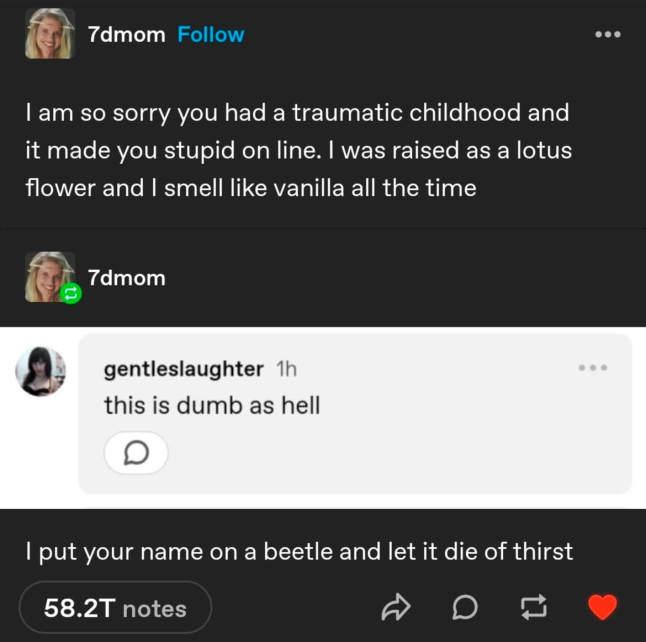 7dmom Follow
I am so sorry you had a traumatic childhood and
it made you stupid on line. I was raised as a lotus
flower and I smell like vanilla all the time
7dmom
gentleslaughter 1h
this is dumb as hell
I put your name on a beetle and let it die of thirst
58.2T notes